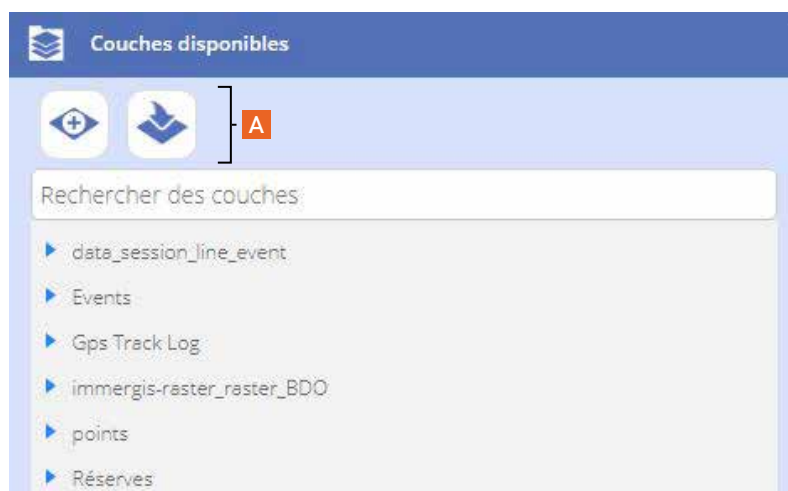 Couches disponibles
A
Rechercher des couches
data_session_line_event
Events
Gps Track Log
immergis-raster_raster_BDO
points
Réserves